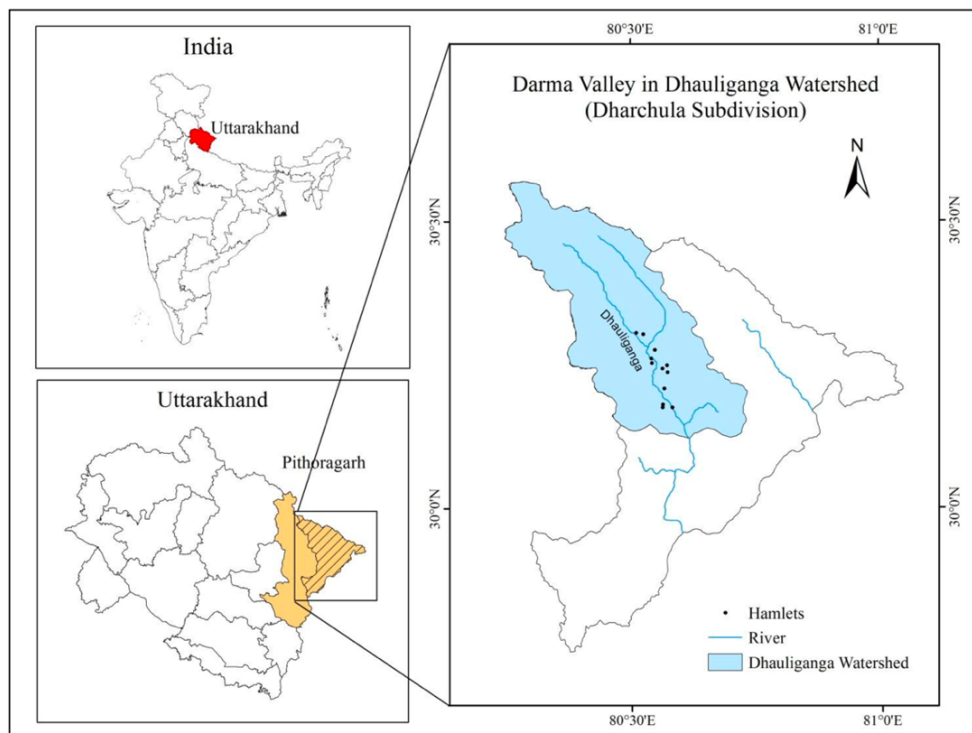 India
Uttarakhand
Uttarakhand
Pithoragarh
80°30'E
81°0'E
Darma Valley in Dhauliganga Watershed
(Dharchula Subdivision)
N
30°30'N
30°30'N
Dhauliganga
30°0'N
30°0'N
Hamlets
River
Dhauliganga Watershed
80°30'E
81°0'E